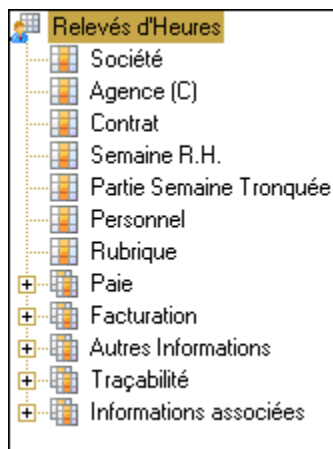 Relevés d'Heures
Société
Agence (C)
Contrat
Semaine R.H.
Partie Semaine Tronquée
Personnel
Rubrique
Paie
Facturation
Autres Informations
Traçabilité
Informations associées